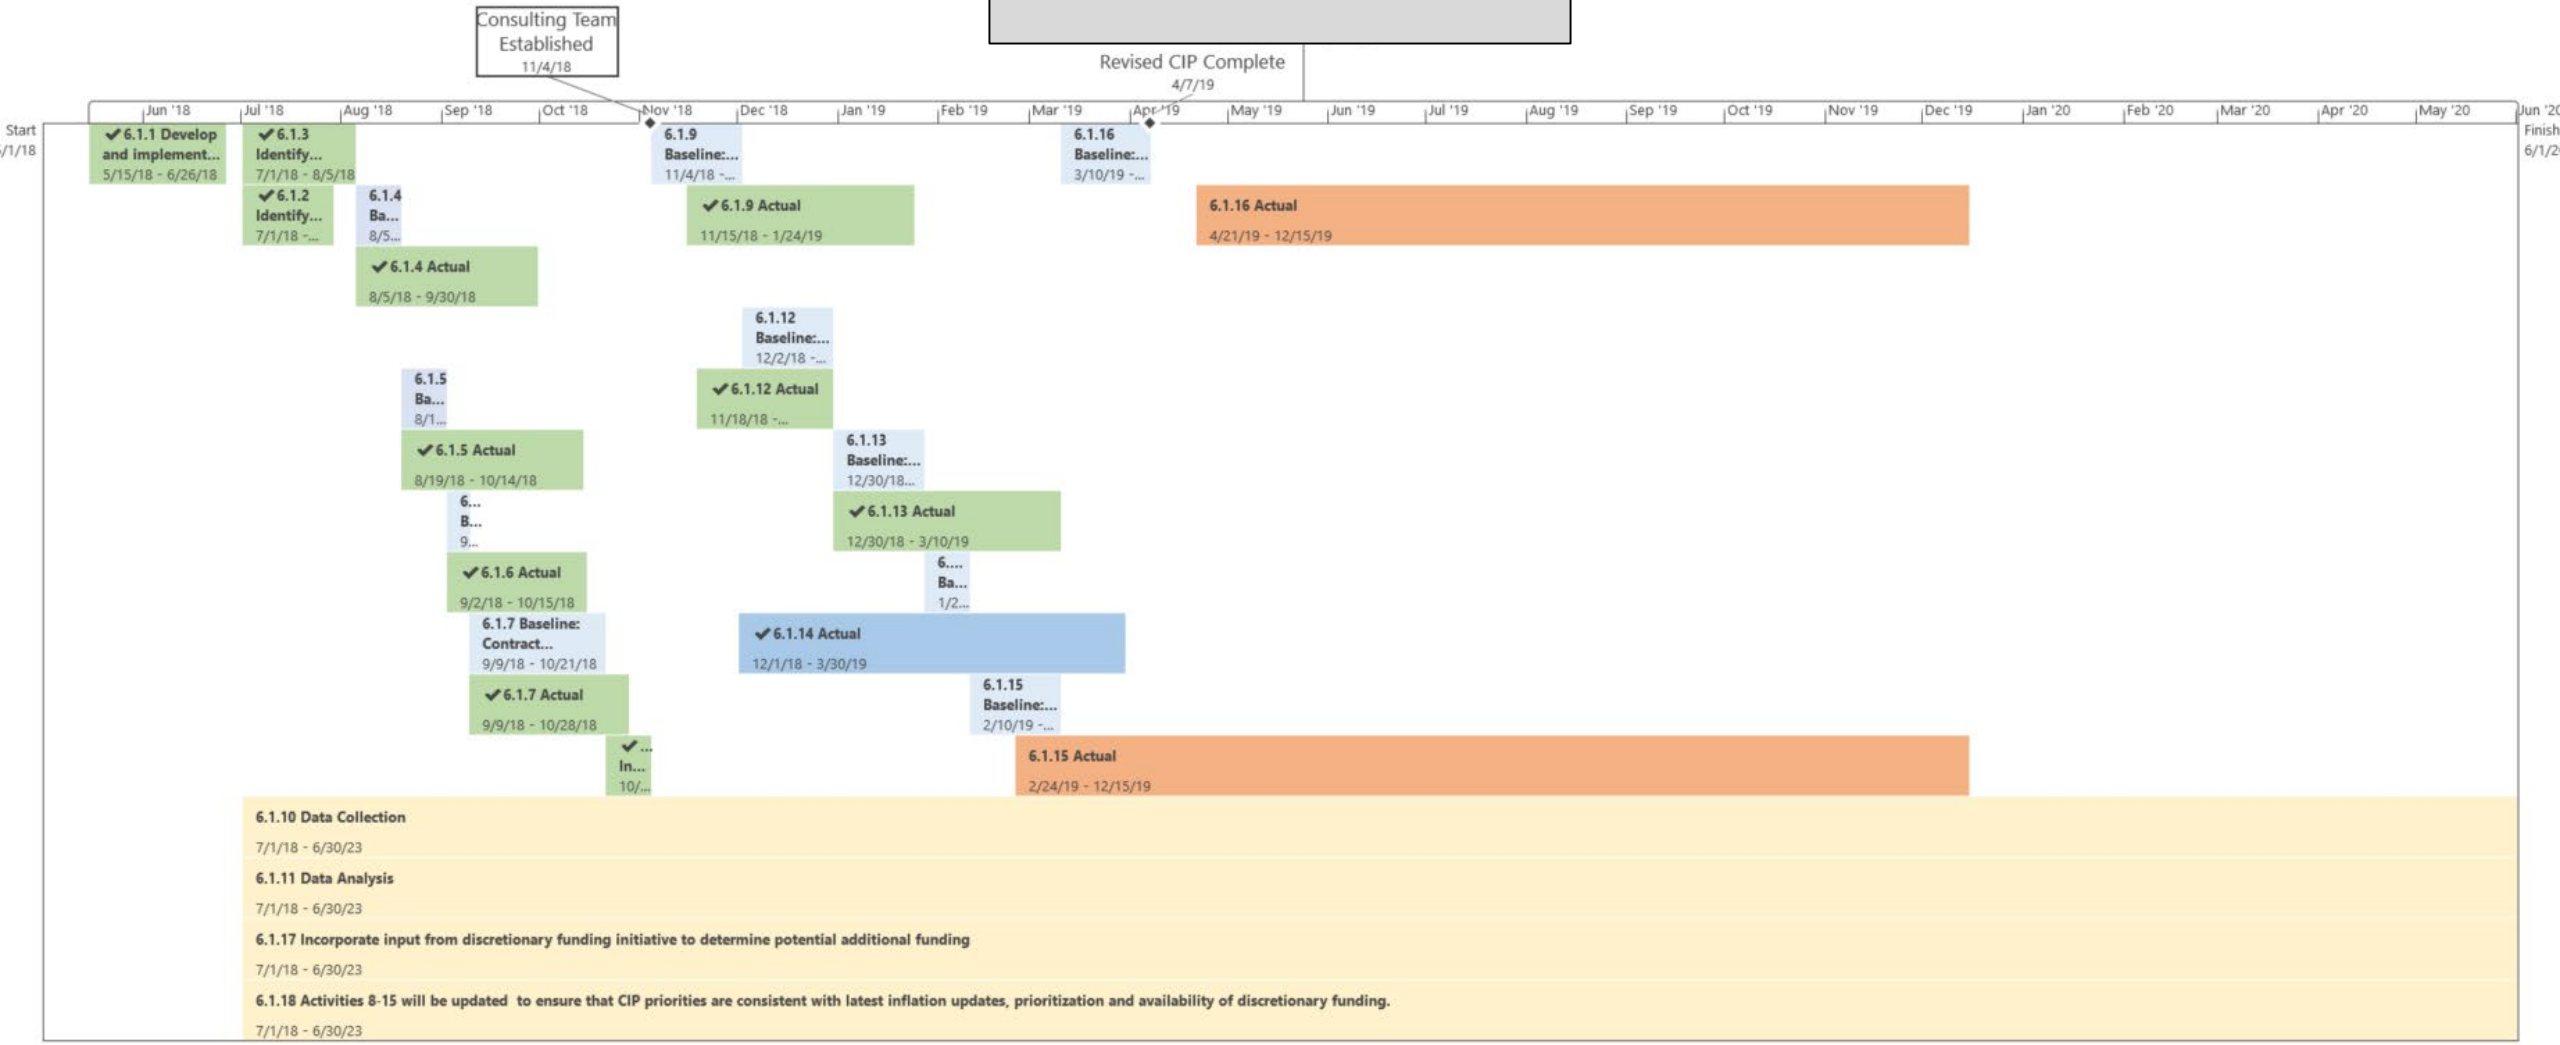 Consulting Team
Established
11/4/18
Revised CIP Complete
4/7/19
Jun '18 Jul '18 Aug '18 Sep '18 Oct '18 Nov '18 Dec '18 Jan '19 Feb '19 Mar '19 Apr '19 May '19 Jun '19 Jul '19 Aug '19 Sep '19 Oct '19 Nov '19 Dec '19 Jan '20 Feb '20 Mar '20 Apr '20 May '20 Jun '20
Start
/1/18
Finish
6/1/2
✔ 6.1.1 Develop
and implement...
5/15/18 - 6/26/18
✔ 6.1.3
Identify...
7/1/18 - 8/5/18
6.1.9
Baseline:...
11/4/18 -...
6.1.16
Baseline:...
3/10/19 -...
✔ 6.1.2
Identify...
7/1/18 -...
6.1.4
Ba...
8/5...
✔ 6.1.9 Actual
11/15/18 - 1/24/19
6.1.16 Actual
4/21/19 - 12/15/19
✔ 6.1.4 Actual
8/5/18 - 9/30/18
6.1.12
Baseline:...
12/2/18 -...
6.1.5
Ba...
8/1...
✔ 6.1.12 Actual
11/18/18 -...
✔ 6.1.5 Actual
8/19/18 - 10/14/18
6.1.13
Baseline:...
12/30/18...
6...
B...
9...
✔ 6.1.13 Actual
12/30/18 - 3/10/19
✔ 6.1.6 Actual
9/2/18 - 10/15/18
6....
Ba...
1/2...
6.1.7 Baseline:
Contract...
9/9/18 - 10/21/18
✔ 6.1.14 Actual
12/1/18 - 3/30/19
✔ 6.1.7 Actual
9/9/18 - 10/28/18
6.1.15
Baseline:...
2/10/19 -...
✔ ...
In...
10/...
6.1.15 Actual
2/24/19 - 12/15/19
6.1.10 Data Collection
7/1/18 - 6/30/23
6.1.11 Data Analysis
7/1/18 - 6/30/23
6.1.17 Incorporate input from discretionary funding initiative to determine potential additional funding
7/1/18 - 6/30/23
6.1.18 Activities 8-15 will be updated to ensure that CIP priorities are consistent with latest inflation updates, prioritization and availability of discretionary funding.
7/1/18 - 6/30/23